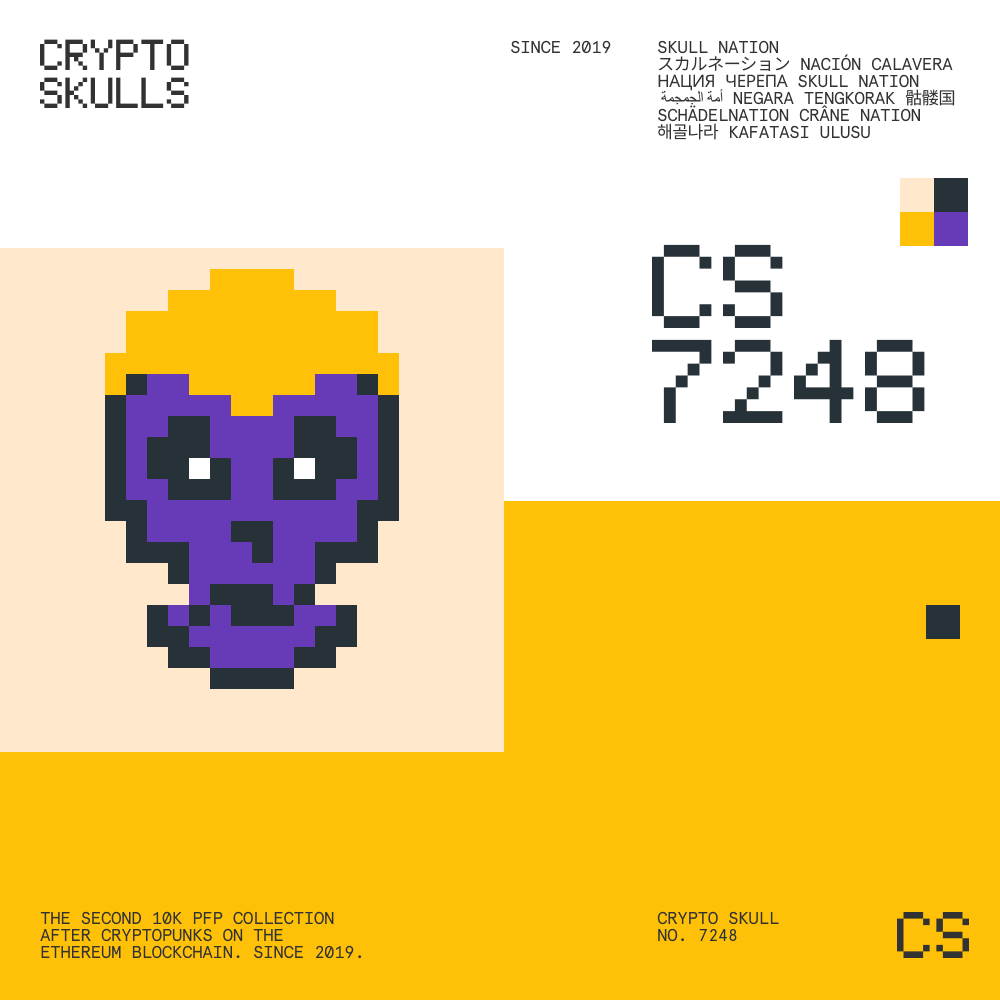 CRYPTO
SKULLS
SINCE 2019
SKULL NATION
スカルネーション NACIÓN CALAVERA
НАЦИЯ ЧЕРЕПА SKULL NATION
أمة الجمجمة NEGARA TENGKORAK 骷髅国
SCHÄDELNATION CRÂNE NATION
해골나라 KAFATASI ULUSU
CS
7248
THE SECOND 10K PFP COLLECTION
AFTER CRYPTOPUNKS ON THE
ETHEREUM BLOCKCHAIN. SINCE 2019.
CRYPTO SKULL
NO. 7248
CS